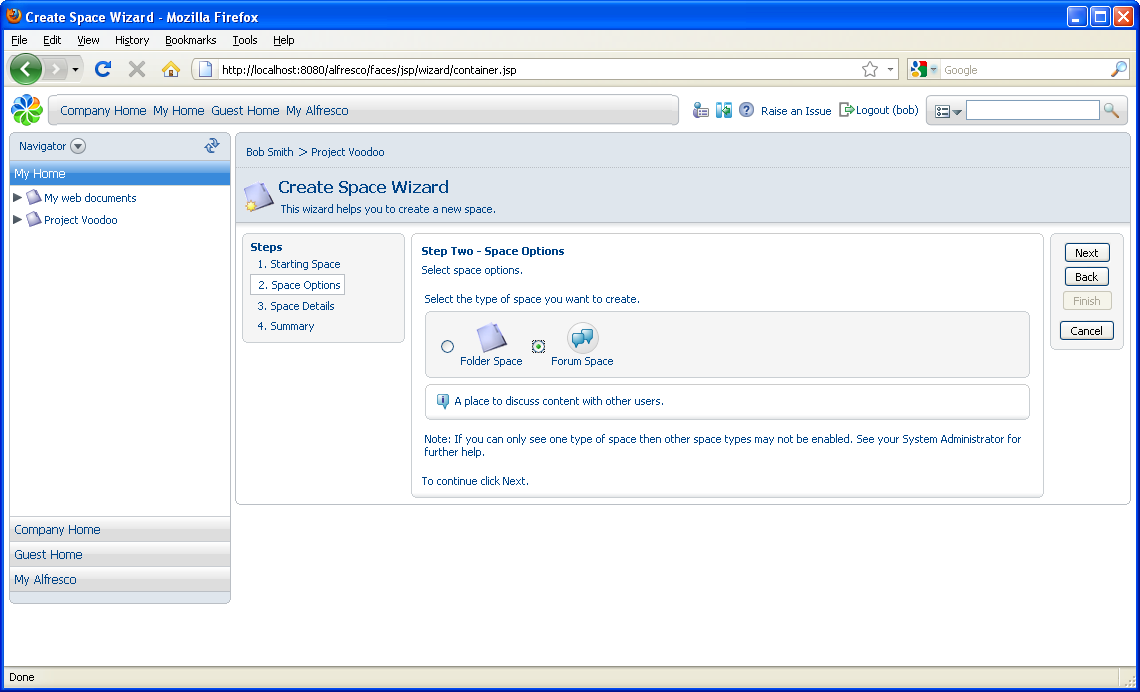 Create Space Wizard - Mozilla Firefox
File Edit View History Bookmarks Tools Help
http://localhost:8080/alfresco/faces/jsp/wizard/container.jsp
Google
Company Home My Home Guest Home My Alfresco
Raise an Issue Logout (bob)
Navigator
My Home
My web documents
Project Voodoo
Company Home
Guest Home
My Alfresco
Bob Smith > Project Voodoo
Create Space Wizard
This wizard helps you to create a new space.
Steps
1. Starting Space
2. Space Options
3. Space Details
4. Summary
Step Two - Space Options
Select space options.
Select the type of space you want to create.
Folder Space Forum Space
A place to discuss content with other users.
Note: If you can only see one type of space then other space types may not be enabled. See your System Administrator for
further help.
To continue click Next.
Next
Back
Finish
Cancel
Done